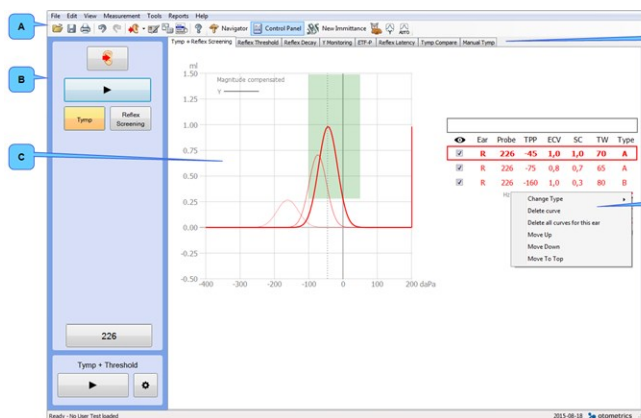 A
File Edit View Measurement Tools Reports Help
Navigator Control Panel New Immittance
Tymp + Reflex Screening Reflex Threshold Reflex Decay Y Monitoring ETF-P Reflex Latency Tymp Compare Manual Tymp
B
Tymp
Reflex
Screening
C
226
Tymp + Threshold
ml
1.50
Magnitude compensated
Y
1.25
1.00
0.75
0.50
0.25
0.00
-0.25
-0.50
-400 -300 -200 -100 0 200 daPa
Ear Probe TPP ECV SC TW Type
R 226 -45 1,0 1,0 70 A
R 226 -75 0,8 0,7 65 A
R 226 -160 1,0 0,3 80 B
Change Type
Delete curve
Delete all curves for this ear
Move Up
Move Down
Move To Top
Ready - No User Test loaded
2015-08-18 otometrics